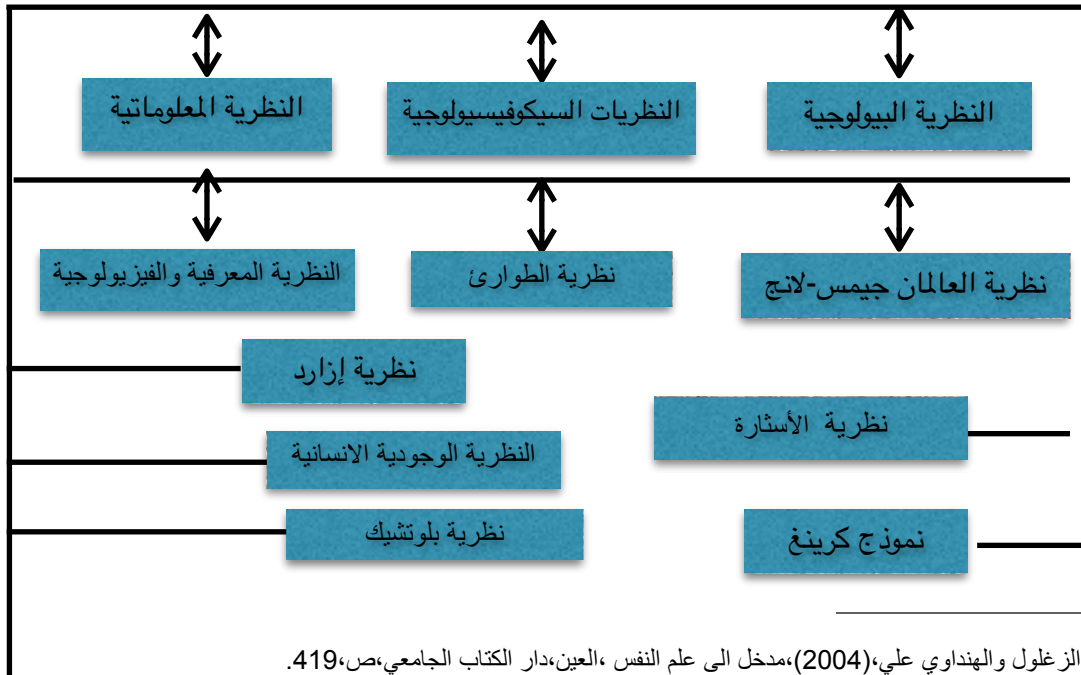 النظرية البيولوجية
النظريات السيكوفيسيولوجية
النظرية المعلوماتية
نظرية العالمان جيمس-لانج
نظرية الطوارئ
النظرية المعرفية والفيزيولوجية
نظرية إزارد
نظرية الأستارة
النظرية الوجودية الانسانية
نموذج كرينغ
نظرية بلوتشيك
الزغلول والهنداوي علي،(2004)،مدخل الى علم النفس ،العين،دار الكتاب الجامعي،ص،419.